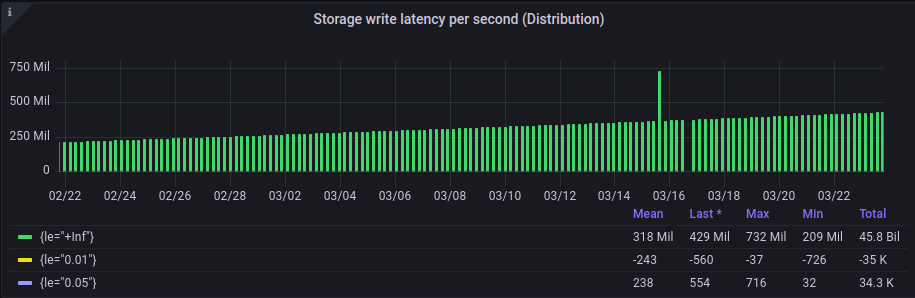 i
Storage write latency per second (Distribution)
750 Mil
500 Mil
250 Mil
0
02/22 02/24 02/26 02/28 03/02 03/04 03/06 03/08 03/10 03/12 03/14 03/16 03/18 03/20 03/22
Mean Last * Max Min Total
{le="+Inf"} 318 Mil 429 Mil 732 Mil 209 Mil 45.8 Bil
{le="0.01"} -243 -560 -37 -726 -35 K
{le="0.05"} 238 554 716 32 34.3 K